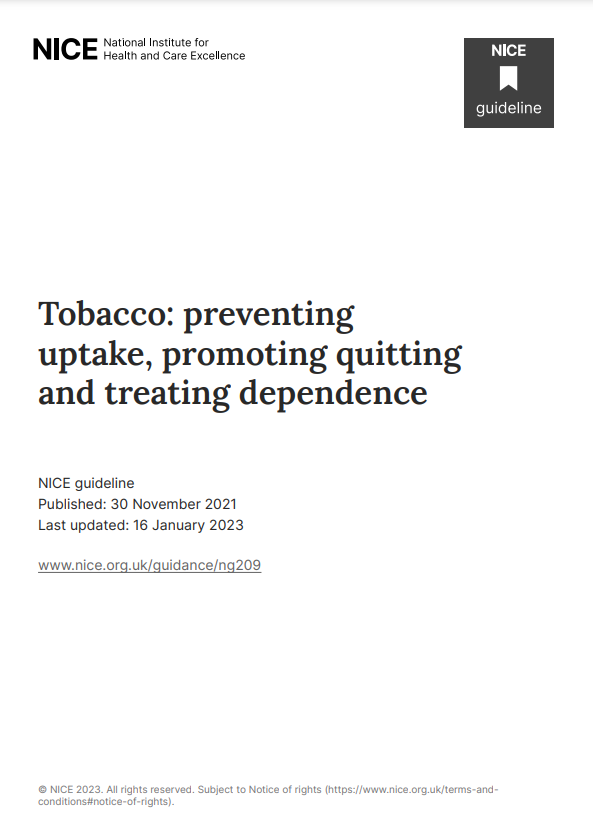 NICE National Institute for
Health and Care Excellence
NICE
guideline
Tobacco: preventing
uptake, promoting quitting
and treating dependence
NICE guideline
Published: 30 November 2021
Last updated: 16 January 2023
www.nice.org.uk/guidance/ng209
© NICE 2023. All rights reserved. Subject to Notice of rights (https://www.nice.org.uk/terms-and-
conditions#notice-of-rights).